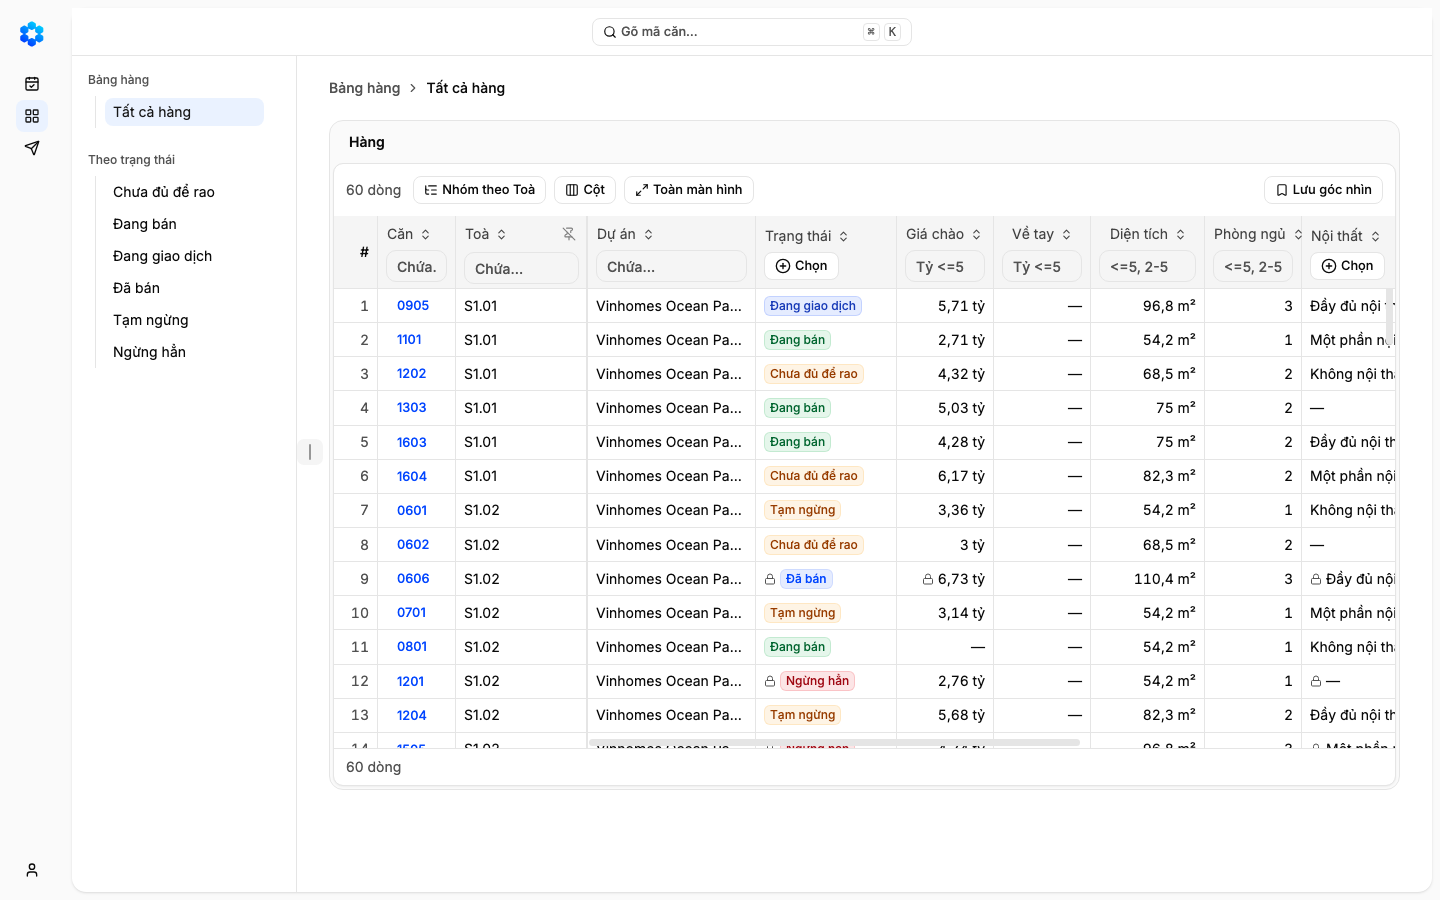 Gõ mã căn... ⌘ K
Bảng hàng
Tất cả hàng
Theo trạng thái
Chưa đủ để rao
Đang bán
Đang giao dịch
Đã bán
Tạm ngừng
Ngừng hẳn
Bảng hàng > Tất cả hàng
Hàng
60 dòng Nhóm theo Toà Cột Toàn màn hình Lưu góc nhìn
# Căn Toà Dự án Trạng thái Giá chào Về tay Diện tích Phòng ngủ Nội thất
Chứa. Chứa... Chứa... Chọn Tỷ <=5 Tỷ <=5 <=5, 2-5 <=5, 2-5 Chọn
1 0905 S1.01 Vinhomes Ocean Pa... Đang giao dịch 5,71 tỷ — 96,8 m² 3 Đầy đủ nội
2 1101 S1.01 Vinhomes Ocean Pa... Đang bán 2,71 tỷ — 54,2 m² 1 Một phần nội
3 1202 S1.01 Vinhomes Ocean Pa... Chưa đủ để rao 4,32 tỷ — 68,5 m² 2 Không nội th
4 1303 S1.01 Vinhomes Ocean Pa... Đang bán 5,03 tỷ — 75 m² 2 —
5 1603 S1.01 Vinhomes Ocean Pa... Đang bán 4,28 tỷ — 75 m² 2 Đầy đủ nội th
6 1604 S1.01 Vinhomes Ocean Pa... Chưa đủ để rao 6,17 tỷ — 82,3 m² 2 Một phần nội
7 0601 S1.02 Vinhomes Ocean Pa... Tạm ngừng 3,36 tỷ — 54,2 m² 1 Không nội th
8 0602 S1.02 Vinhomes Ocean Pa... Chưa đủ để rao 3 tỷ — 68,5 m² 2 —
9 0606 S1.02 Vinhomes Ocean Pa... Đã bán 6,73 tỷ — 110,4 m² 3 Đầy đủ nội
10 0701 S1.02 Vinhomes Ocean Pa... Tạm ngừng 3,14 tỷ — 54,2 m² 1 Một phần nội
11 0801 S1.02 Vinhomes Ocean Pa... Đang bán — — 54,2 m² 1 Không nội th
12 1201 S1.02 Vinhomes Ocean Pa... Ngừng hẳn 2,76 tỷ — 54,2 m² 1 —
13 1204 S1.02 Vinhomes Ocean Pa... Tạm ngừng 5,68 tỷ — 82,3 m² 2 Đầy đủ nội th
60 dòng